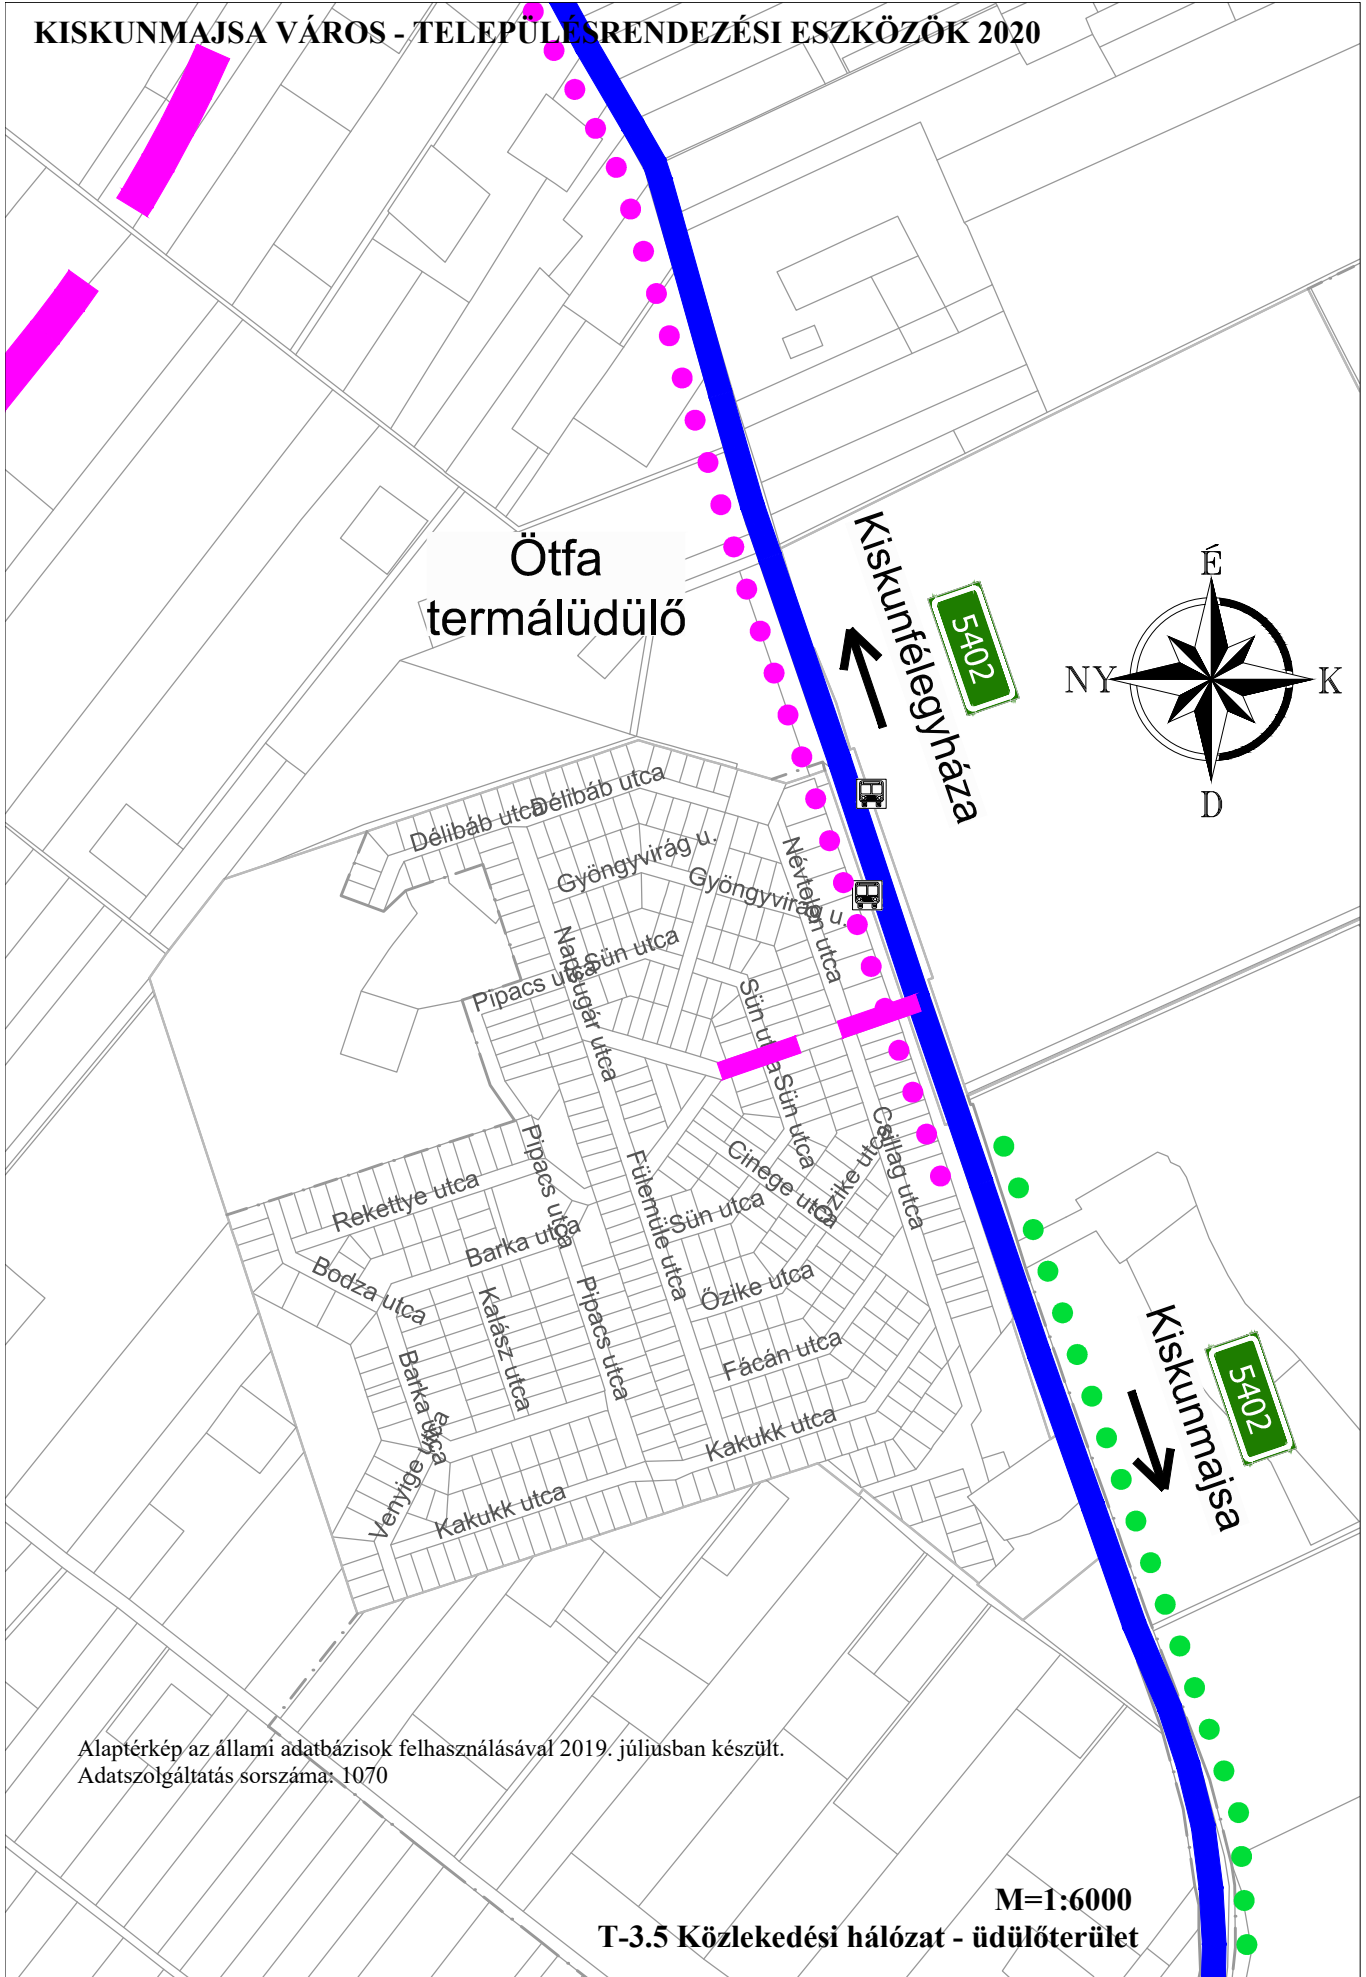 KISKUNMAJSA VÁROS - TELEPÜLÉSRENDEZÉSI ESZKÖZÖK 2020
Ötfa
termálüdülő
Kiskunfélegyháza
5402
É
NY
K
D
Délibáb utca
Délibáb utca
Gyöngyvirág u.
Gyöngyvirág u.
Névtelen utca
Napsugár utca
Pipacs utca
Sün utca
Sün utca
Sün utca
Pipacs utca
Fülemüle utca
Cinege utca
Őzike utca
Csillag utca
Rekettye utca
Barka utca
Sün utca
Bodza utca
Kalász utca
Pipacs utca
Őzike utca
Fácán utca
Barka utca
Venyige utca
Kakukk utca
Kakukk utca
Kiskunmajsa
5402
Alaptérkép az állami adatbázisok felhasználásával 2019. júliusban készült.
Adatszolgáltatás sorszáma: 1070
M=1:6000
T-3.5 Közlekedési hálózat - üdülőterület